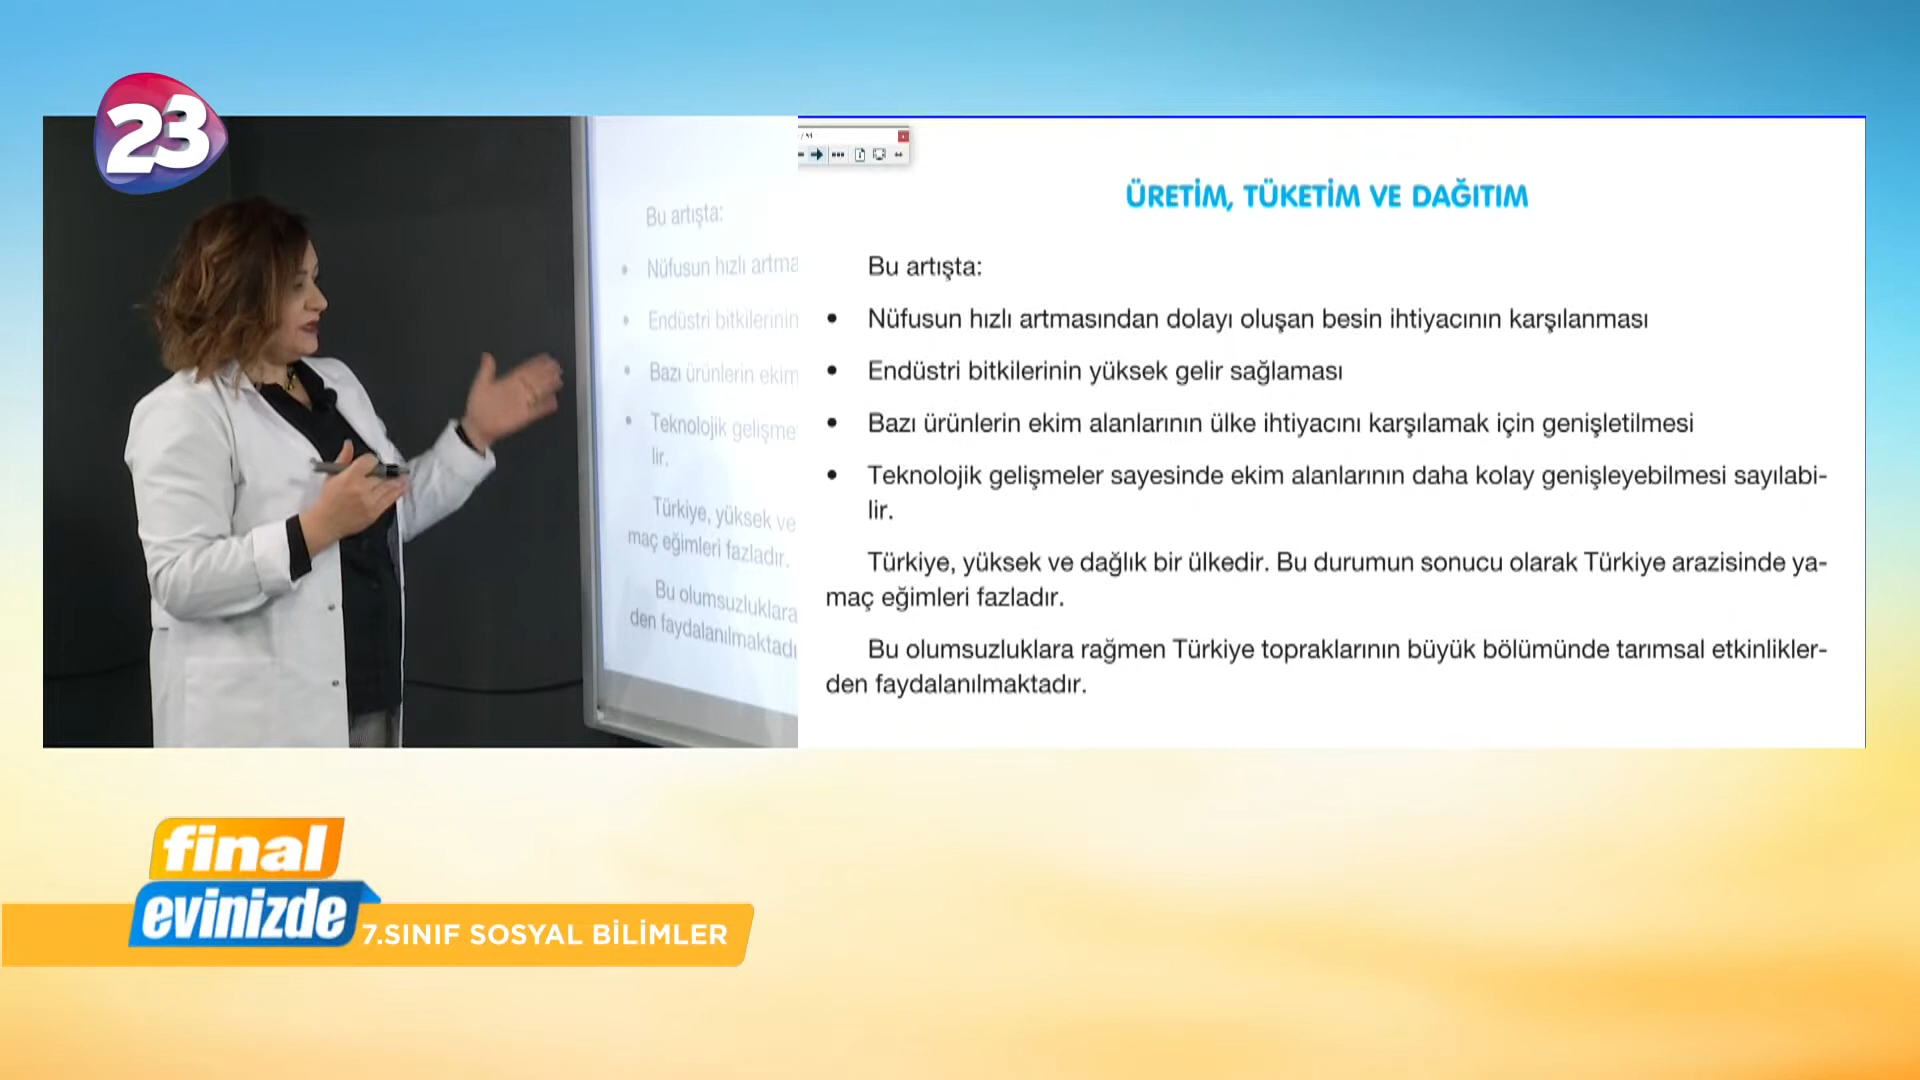 23
Bu artışta:
Nüfusun hızlı artma
Endüstri bitkilerinin
Bazı ürünlerin ekim
Teknolojik gelişme
lir.
Türkiye, yüksek ve
maç eğimleri fazladır.
Bu olumsuzluklara
den faydalanılmaktadı
ÜRETİM, TÜKETİM VE DAĞITIM
Bu artışta:
• Nüfusun hızlı artmasından dolayı oluşan besin ihtiyacının karşılanması
• Endüstri bitkilerinin yüksek gelir sağlaması
• Bazı ürünlerin ekim alanlarının ülke ihtiyacını karşılamak için genişletilmesi
• Teknolojik gelişmeler sayesinde ekim alanlarının daha kolay genişleyebilmesi sayılabi-
lir.
Türkiye, yüksek ve dağlık bir ülkedir. Bu durumun sonucu olarak Türkiye arazisinde ya-
maç eğimleri fazladır.
Bu olumsuzluklara rağmen Türkiye topraklarının büyük bölümünde tarımsal etkinlikler-
den faydalanılmaktadır.
final
evinizde
7.SINIF SOSYAL BİLİMLER